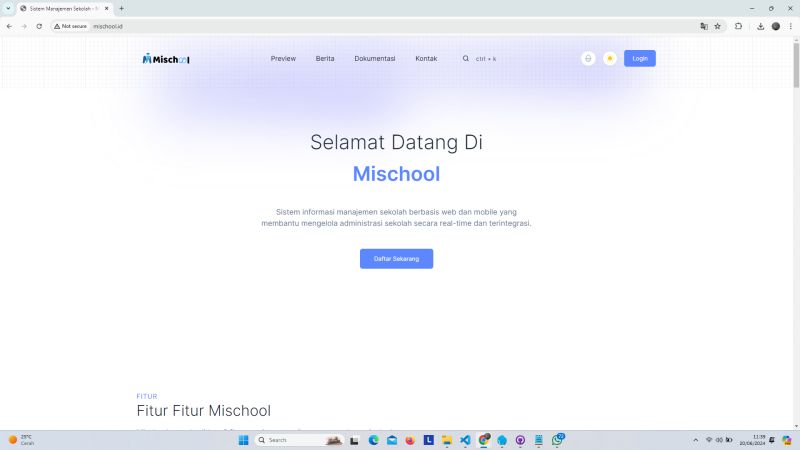 Sistem Manajemen Sekolah - M
Not secure
mischool.id
Mischool
Preview
Berita
Dokumentasi
Kontak
ctrl + k
Login
Selamat Datang Di
Mischool
Sistem informasi manajemen sekolah berbasis web dan mobile yang
membantu mengelola administrasi sekolah secara real-time dan terintegrasi.
Daftar Sekarang
FITUR
Fitur Fitur Mischool
25°C
Cerah
Search
11:39
20/06/2024